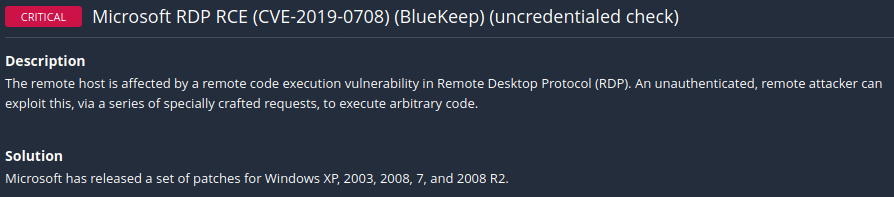 CRITICAL Microsoft RDP RCE (CVE-2019-0708) (BlueKeep) (uncredentialed check)
Description
The remote host is affected by a remote code execution vulnerability in Remote Desktop Protocol (RDP). An unauthenticated, remote attacker can
exploit this, via a series of specially crafted requests, to execute arbitrary code.
Solution
Microsoft has released a set of patches for Windows XP, 2003, 2008, 7, and 2008 R2.